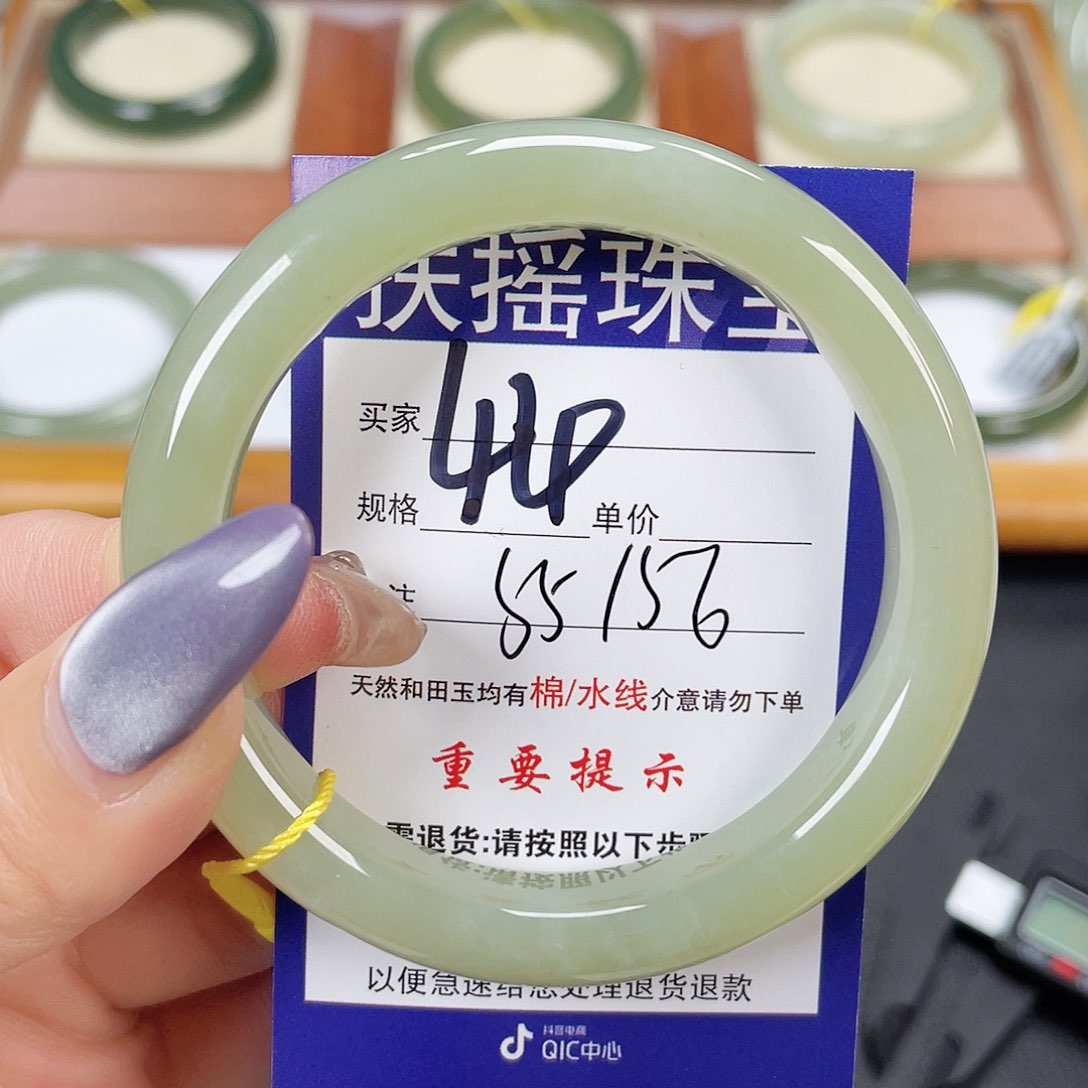 扶摇珠宝
买家
规格 单价
55/56
天然和田玉均有棉/水线介意请勿下单
重要提示
需退货:请按照以下步骤
以便急速给您处理退货退款
抖音电商
QIC中心